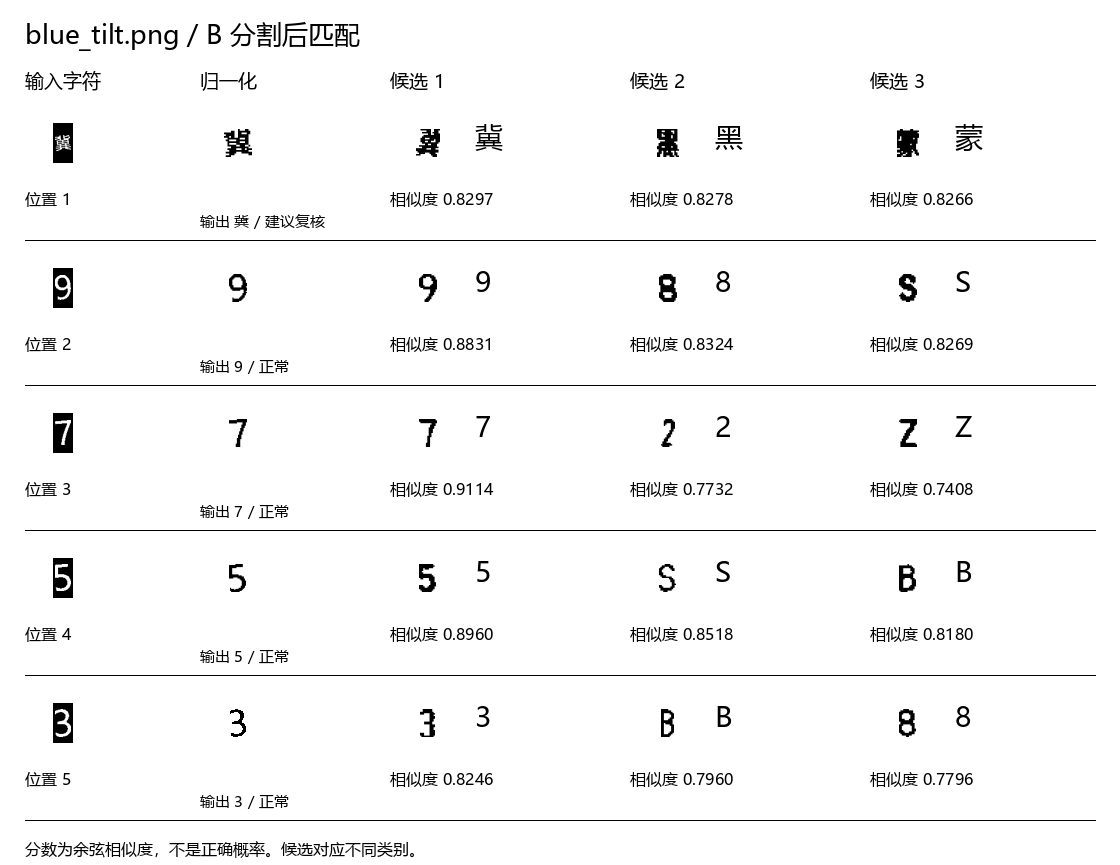 blue_tilt.png / B 分割后匹配
输入字符 归一化 候选 1 候选 2 候选 3
冀 冀 冀 冀 黑 黑 蒙 蒙
位置 1 相似度 0.8297 相似度 0.8278 相似度 0.8266
输出 冀 / 建议复核
9 9 9 9 8 8 S S
位置 2 相似度 0.8831 相似度 0.8324 相似度 0.8269
输出 9 / 正常
7 7 7 7 2 2 Z Z
位置 3 相似度 0.9114 相似度 0.7732 相似度 0.7408
输出 7 / 正常
5 5 5 5 S S B B
位置 4 相似度 0.8960 相似度 0.8518 相似度 0.8180
输出 5 / 正常
3 3 3 3 B B 8 8
位置 5 相似度 0.8246 相似度 0.7960 相似度 0.7796
输出 3 / 正常
分数为余弦相似度，不是正确概率。候选对应不同类别。